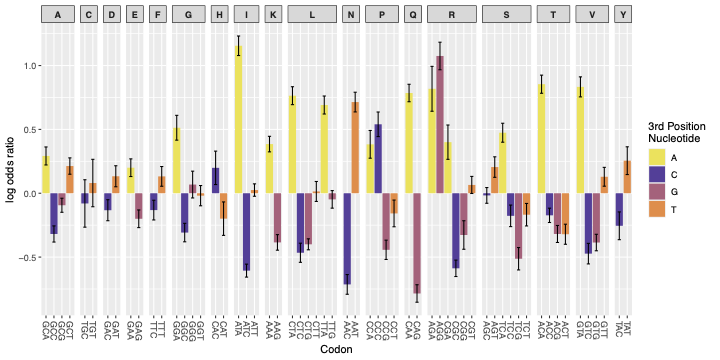 A C D E F G H I K L N P Q R S T V Y
1.0
0.5
0.0
−0.5
log odds ratio
GCA GCC GCG GCT TGC TGT GAC GAT GAA GAG TTC TTT GGA GGC GGG GGT CAC CAT ATA ATC ATT AAA AAG CTA CTC CTG CTT TTA TTG AAC AAT CCA CCC CCG CCT CAA CAG AGA AGG CGA CGC CGG CGT AGC AGT TCA TCC TCG TCT ACA ACC ACG ACT GTA GTC GTG GTT TAC TAT
Codon
3rd Position
Nucleotide
A
C
G
T